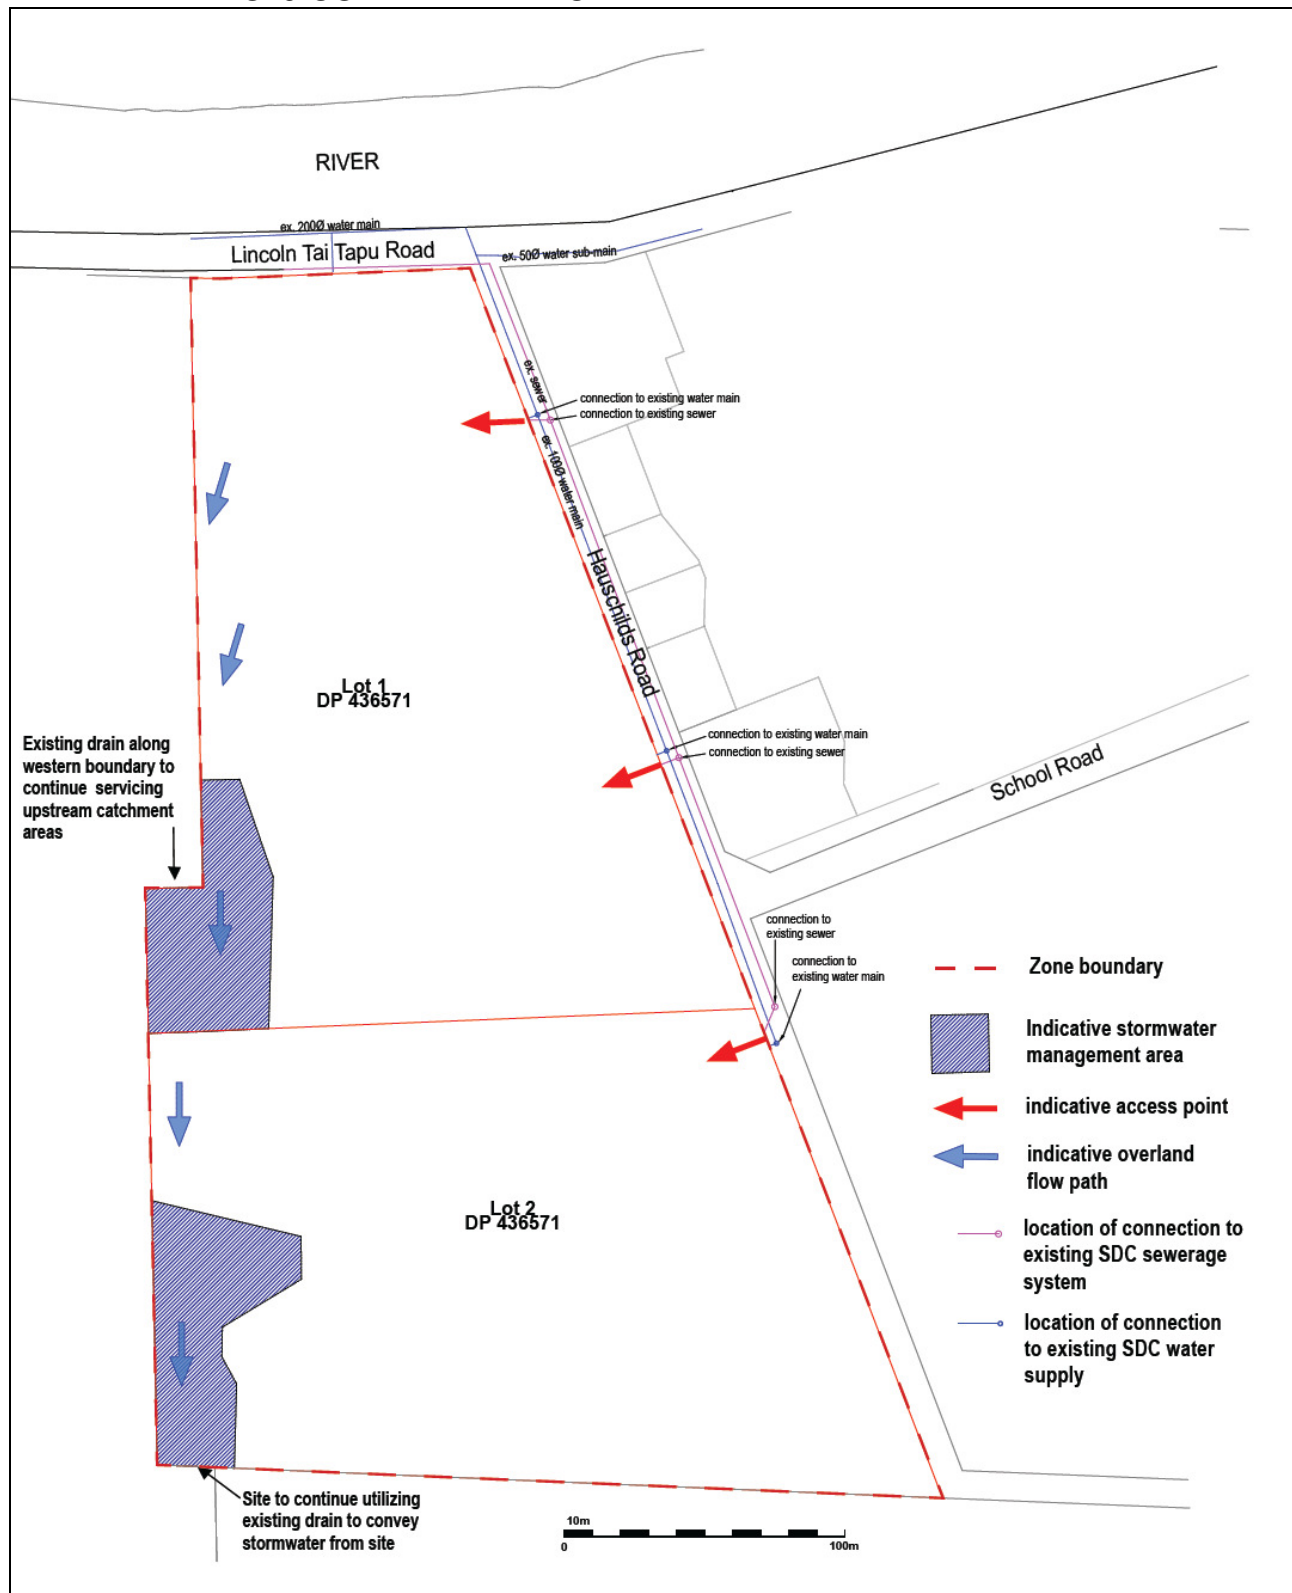 RIVER
ex. 200Ø water main
Lincoln Tai Tapu Road
ex. 50Ø water sub-main
ex. sewer
connection to existing water main
connection to existing sewer
ex. 100Ø water main
Hauschilds Road
Lot 1
DP 436571
connection to existing water main
connection to existing sewer
School Road
Existing drain along
western boundary to
continue servicing
upstream catchment
areas
connection to
existing sewer
connection to
existing water main
Zone boundary
Indicative stormwater
management area
indicative access point
indicative overland
flow path
location of connection to
existing SDC sewerage
system
location of connection
to existing SDC water
supply
Lot 2
DP 436571
Site to continue utilizing
existing drain to convey
stormwater from site
10m
0
100m